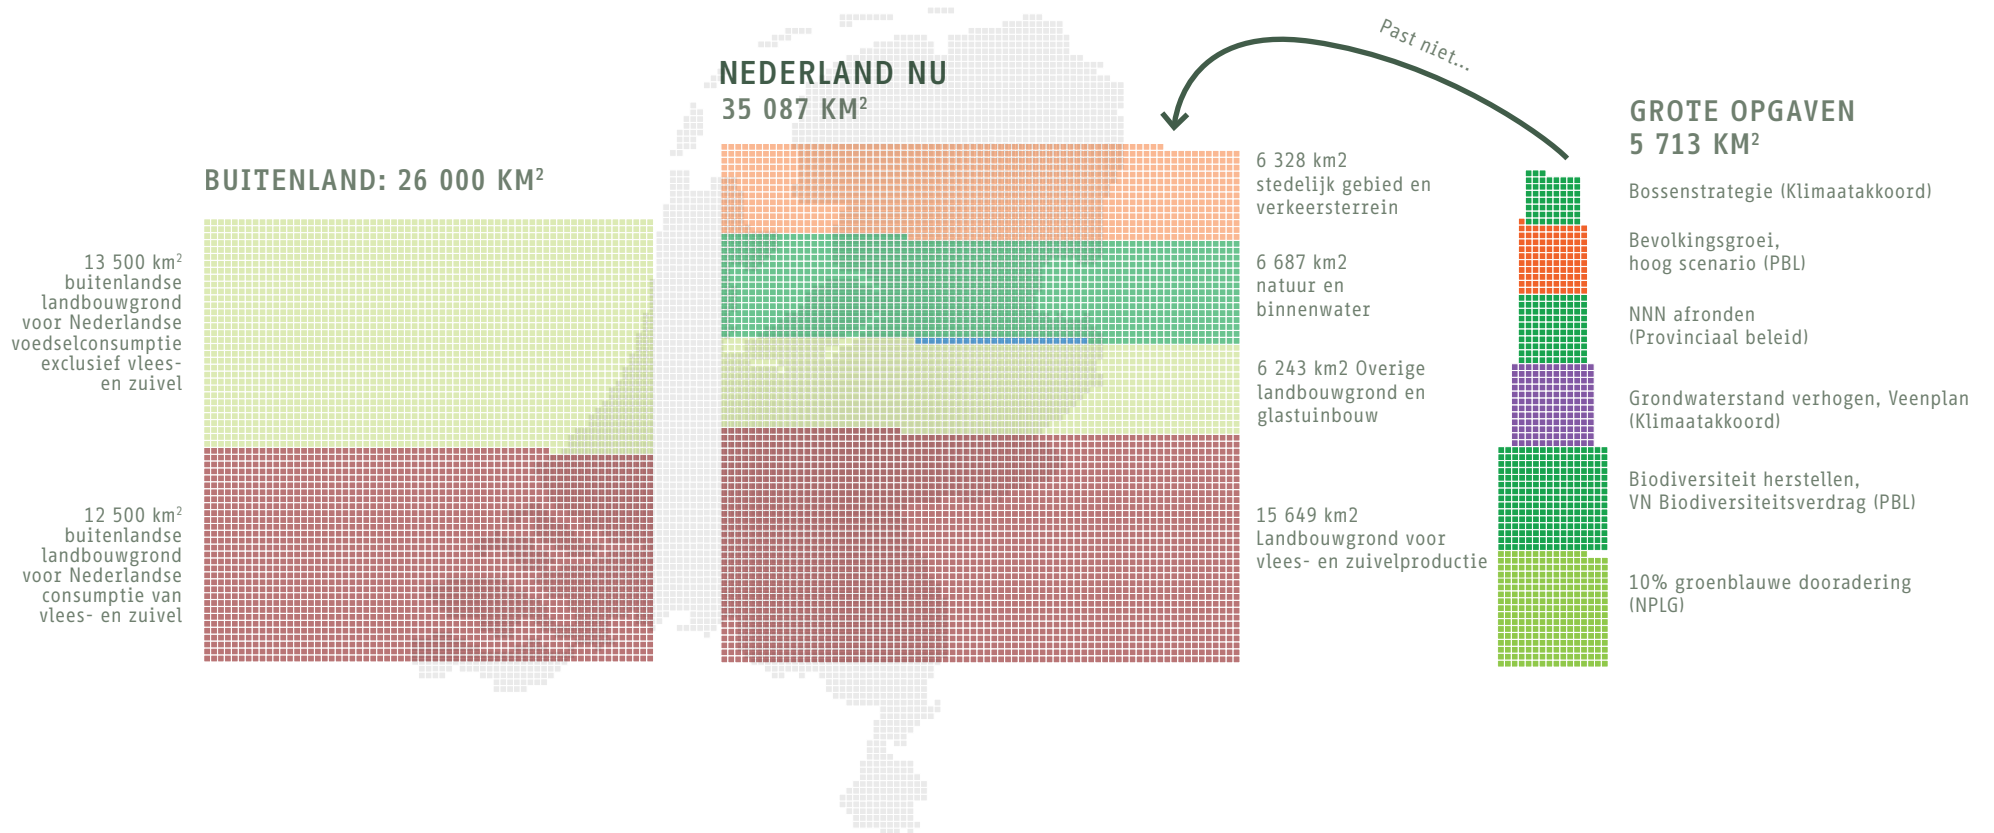 BUITENLAND: 26 000 KM²
13 500 km²
buitenlandse
landbouwgrond
voor Nederlandse
voedselconsumptie
exclusief vlees-
en zuivel
12 500 km²
buitenlandse
landbouwgrond
voor Nederlandse
consumptie van
vlees- en zuivel
NEDERLAND NU
35 087 KM²
6 328 km2
stedelijk gebied en
verkeersterrein
6 687 km2
natuur en
binnenwater
6 243 km2 Overige
landbouwgrond en
glastuinbouw
15 649 km2
Landbouwgrond voor
vlees- en zuivelproductie
Past niet...
GROTE OPGAVEN
5 713 KM²
Bossenstrategie (Klimaatakkoord)
Bevolkingsgroei,
hoog scenario (PBL)
NNN afronden
(Provinciaal beleid)
Grondwaterstand verhogen, Veenplan
(Klimaatakkoord)
Biodiversiteit herstellen,
VN Biodiversiteitsverdrag (PBL)
10% groenblauwe dooradering
(NPLG)